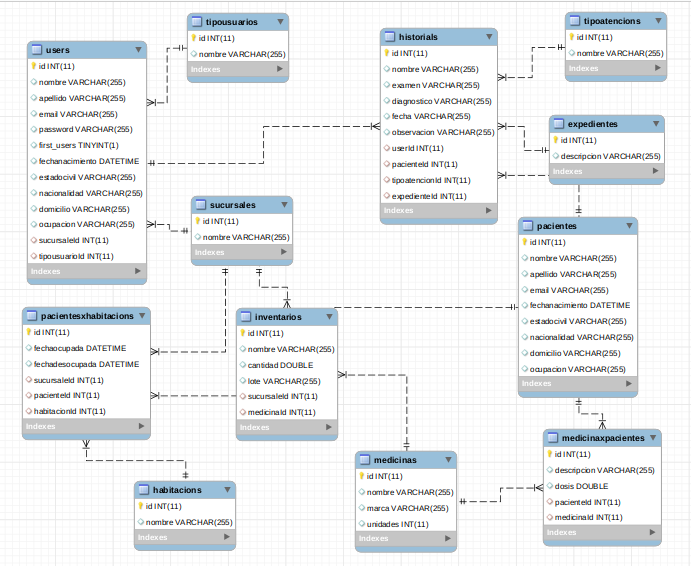 tipousuarios
id INT(11)
nombre VARCHAR(255)
Indexes
users
id INT(11)
nombre VARCHAR(255)
apellido VARCHAR(255)
email VARCHAR(255)
password VARCHAR(255)
first_users TINYINT(1)
fechanacimiento DATETIME
estadocivil VARCHAR(255)
nacionalidad VARCHAR(255)
domicilio VARCHAR(255)
ocupacion VARCHAR(255)
sucursaleId INT(11)
tipousuarioId INT(11)
Indexes
historials
id INT(11)
nombre VARCHAR(255)
examen VARCHAR(255)
diagnostico VARCHAR(255)
fecha VARCHAR(255)
observacion VARCHAR(255)
userId INT(11)
pacienteId INT(11)
tipoatencionId INT(11)
expedienteId INT(11)
Indexes
tipoatencions
id INT(11)
nombre VARCHAR(255)
Indexes
expedientes
id INT(11)
descripcion VARCHAR(255)
Indexes
sucursales
id INT(11)
nombre VARCHAR(255)
Indexes
pacientes
id INT(11)
nombre VARCHAR(255)
apellido VARCHAR(255)
email VARCHAR(255)
fechanacimiento DATETIME
estadocivil VARCHAR(255)
nacionalidad VARCHAR(255)
domicilio VARCHAR(255)
ocupacion VARCHAR(255)
Indexes
pacientesxhabitacions
id INT(11)
fechaocupada DATETIME
fechadesocupada DATETIME
sucursaleId INT(11)
pacienteId INT(11)
habitacionId INT(11)
Indexes
inventarios
id INT(11)
nombre VARCHAR(255)
cantidad DOUBLE
lote VARCHAR(255)
sucursaleId INT(11)
medicinaId INT(11)
Indexes
medicinaxpacientes
id INT(11)
descripcion VARCHAR(255)
dosis DOUBLE
pacienteId INT(11)
medicinaId INT(11)
Indexes
medicinas
id INT(11)
nombre VARCHAR(255)
marca VARCHAR(255)
unidades INT(11)
Indexes
habitacions
id INT(11)
nombre VARCHAR(255)
Indexes